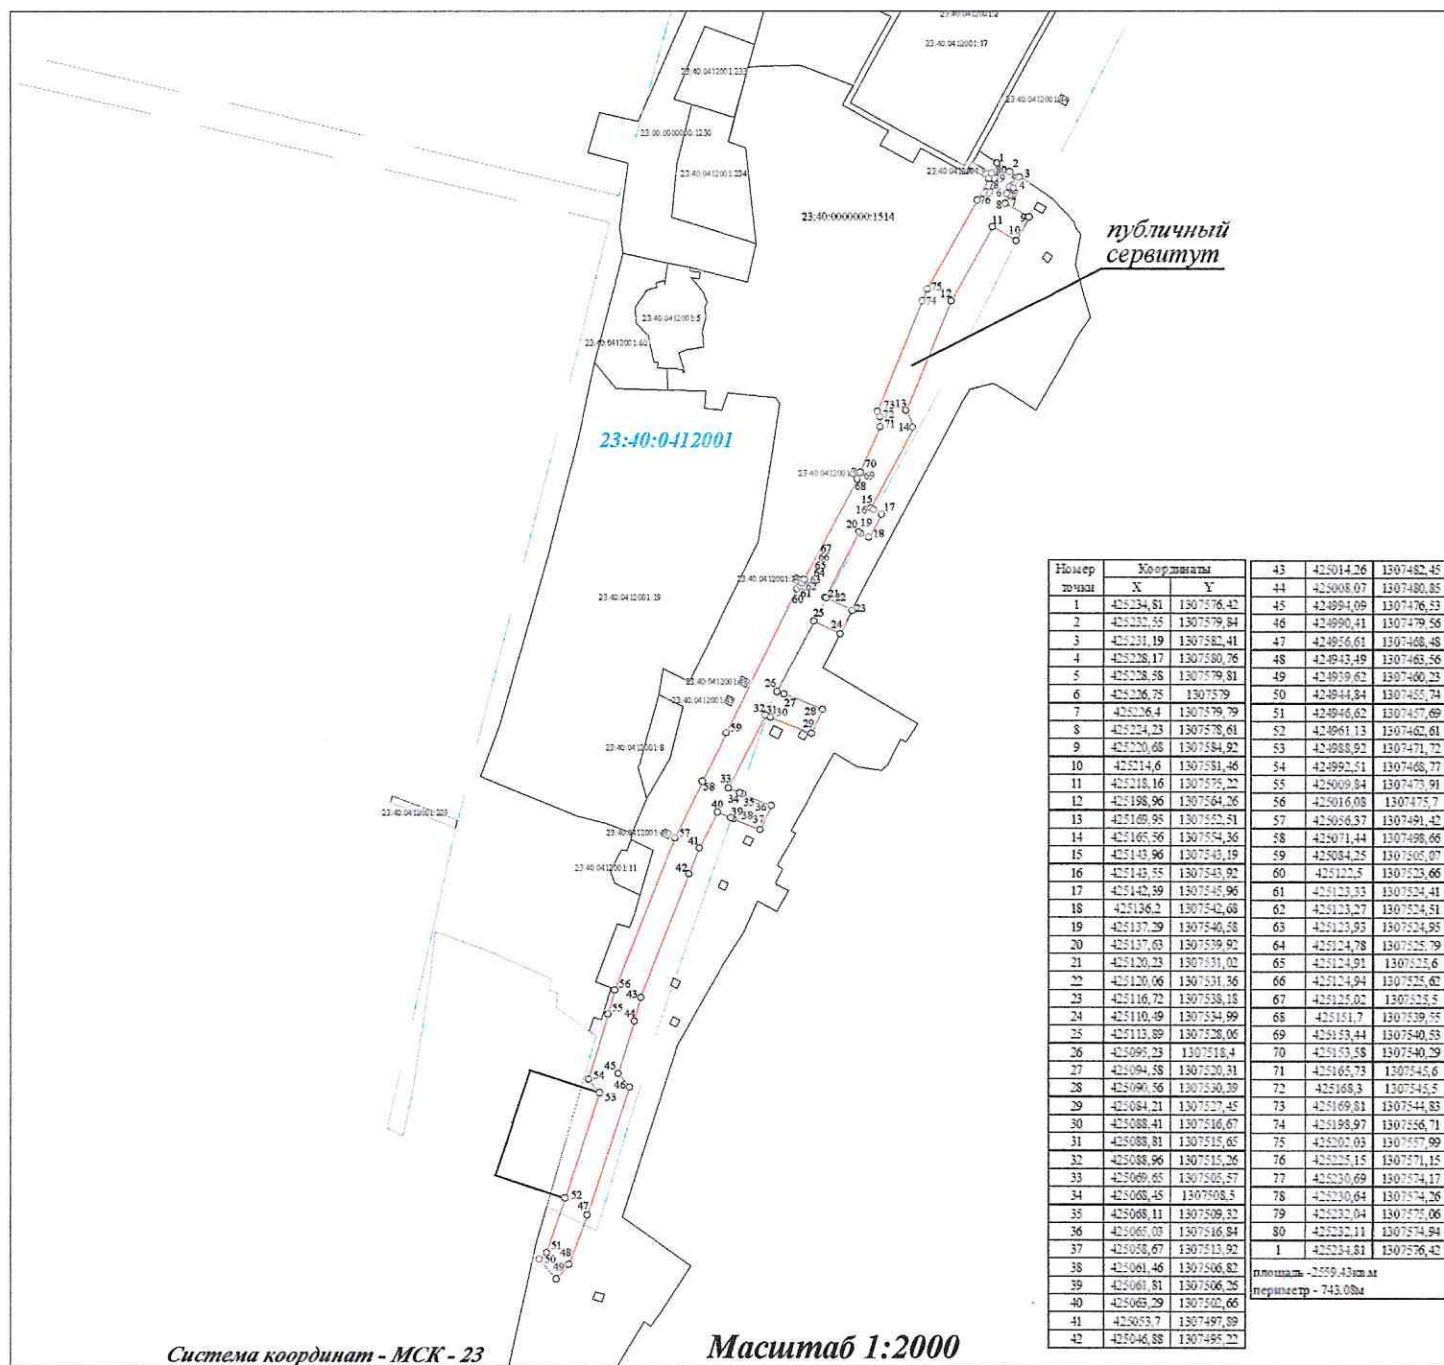 23:40:0412001:2
23:40:0412001:17
23:40:0412001:233
23:00:0000000:1230
23:40:0412001:234
23:40:0000000:1514
публичный
сервитут
23:40:0412001:5
23:40:0412001:60
23:40:0412001
23:40:0412001:19
23:40:0412001:8
23:40:0412001:203
23:40:0412001:11
Номер точки Координаты
X Y
1 425234,81 1307576,42
2 425232,55 1307579,84
3 425231,19 1307582,41
4 425228,17 1307580,76
5 425228,58 1307579,81
6 425226,75 1307579
7 425226,4 1307579,79
8 425224,23 1307578,61
9 425220,68 1307584,92
10 425214,6 1307581,46
11 425218,16 1307575,22
12 425198,96 1307564,26
13 425169,95 1307552,51
14 425165,56 1307554,36
15 425143,96 1307543,19
16 425143,55 1307543,92
17 425142,39 1307545,96
18 425136,2 1307542,68
19 425137,29 1307540,58
20 425137,63 1307539,92
21 425120,23 1307531,02
22 425120,06 1307531,36
23 425116,72 1307538,18
24 425110,49 1307534,99
25 425113,89 1307528,06
26 425095,23 1307518,4
27 425094,58 1307520,31
28 425090,56 1307530,39
29 425084,21 1307527,45
30 425088,41 1307516,67
31 425088,81 1307515,65
32 425088,96 1307515,26
33 425069,65 1307505,57
34 425068,45 1307508,5
35 425068,11 1307509,32
36 425065,03 1307516,84
37 425058,67 1307513,92
38 425061,46 1307506,82
39 425061,81 1307506,26
40 425063,29 1307502,66
41 425053,7 1307497,89
42 425046,88 1307495,22
43 425014,26 1307482,45
44 425008,07 1307480,85
45 424994,09 1307476,53
46 424990,41 1307479,56
47 424956,61 1307468,48
48 424943,49 1307463,56
49 424939,62 1307460,23
50 424944,84 1307455,74
51 424946,62 1307457,69
52 424961,13 1307462,61
53 424988,92 1307471,72
54 424992,51 1307468,77
55 425009,84 1307473,91
56 425016,08 1307475,7
57 425056,37 1307491,42
58 425071,44 1307498,66
59 425084,25 1307505,07
60 425122,5 1307523,66
61 425123,33 1307524,41
62 425123,27 1307524,51
63 425123,93 1307524,95
64 425124,78 1307525,79
65 425124,91 1307525,6
66 425124,94 1307525,62
67 425125,02 1307525,5
68 425151,7 1307539,55
69 425153,44 1307540,53
70 425153,58 1307540,29
71 425165,73 1307545,6
72 425168,3 1307545,5
73 425169,81 1307544,83
74 425198,97 1307556,71
75 425202,03 1307557,99
76 425225,15 1307571,15
77 425230,69 1307574,17
78 425230,64 1307574,26
79 425232,04 1307575,06
80 425232,11 1307574,94
1 425234,81 1307576,42
площадь -2559.43кв.м
периметр - 743.08м
Система координат - МСК - 23
Масштаб 1:2000